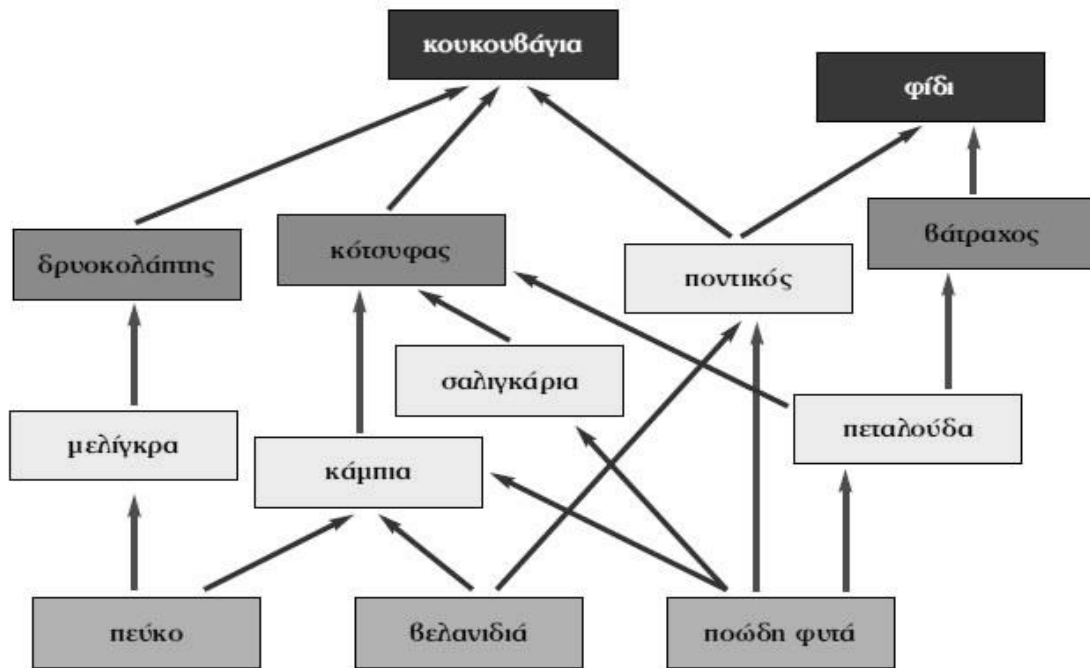 κουκουβάγια
φίδι
δρυοκολάπτης
κότσυφας
ποντικός
βάτραχος
σαλιγκάρια
μελίγκρα
κάμπια
πεταλούδα
πεύκο
βελανιδιά
ποώδη φυτά